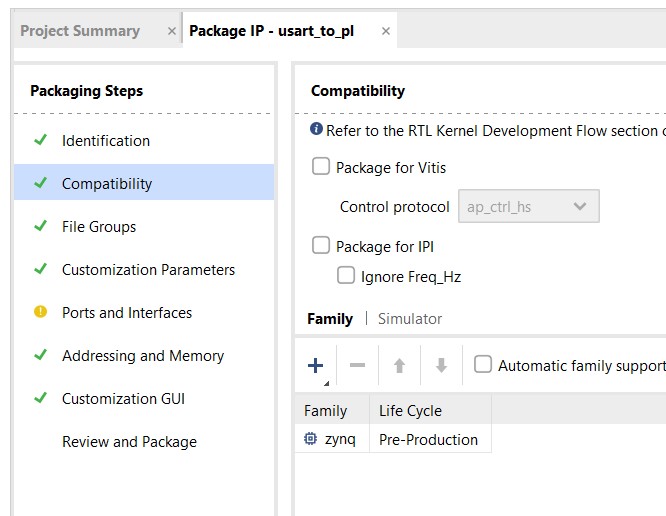 Project Summary
Package IP - usart_to_pl
Packaging Steps
Identification
Compatibility
File Groups
Customization Parameters
Ports and Interfaces
Addressing and Memory
Customization GUI
Review and Package
Compatibility
Refer to the RTL Kernel Development Flow section
Package for Vitis
Control protocol ap_ctrl_hs
Package for IPI
Ignore Freq_Hz
Family | Simulator
Automatic family support
Family Life Cycle
zynq Pre-Production